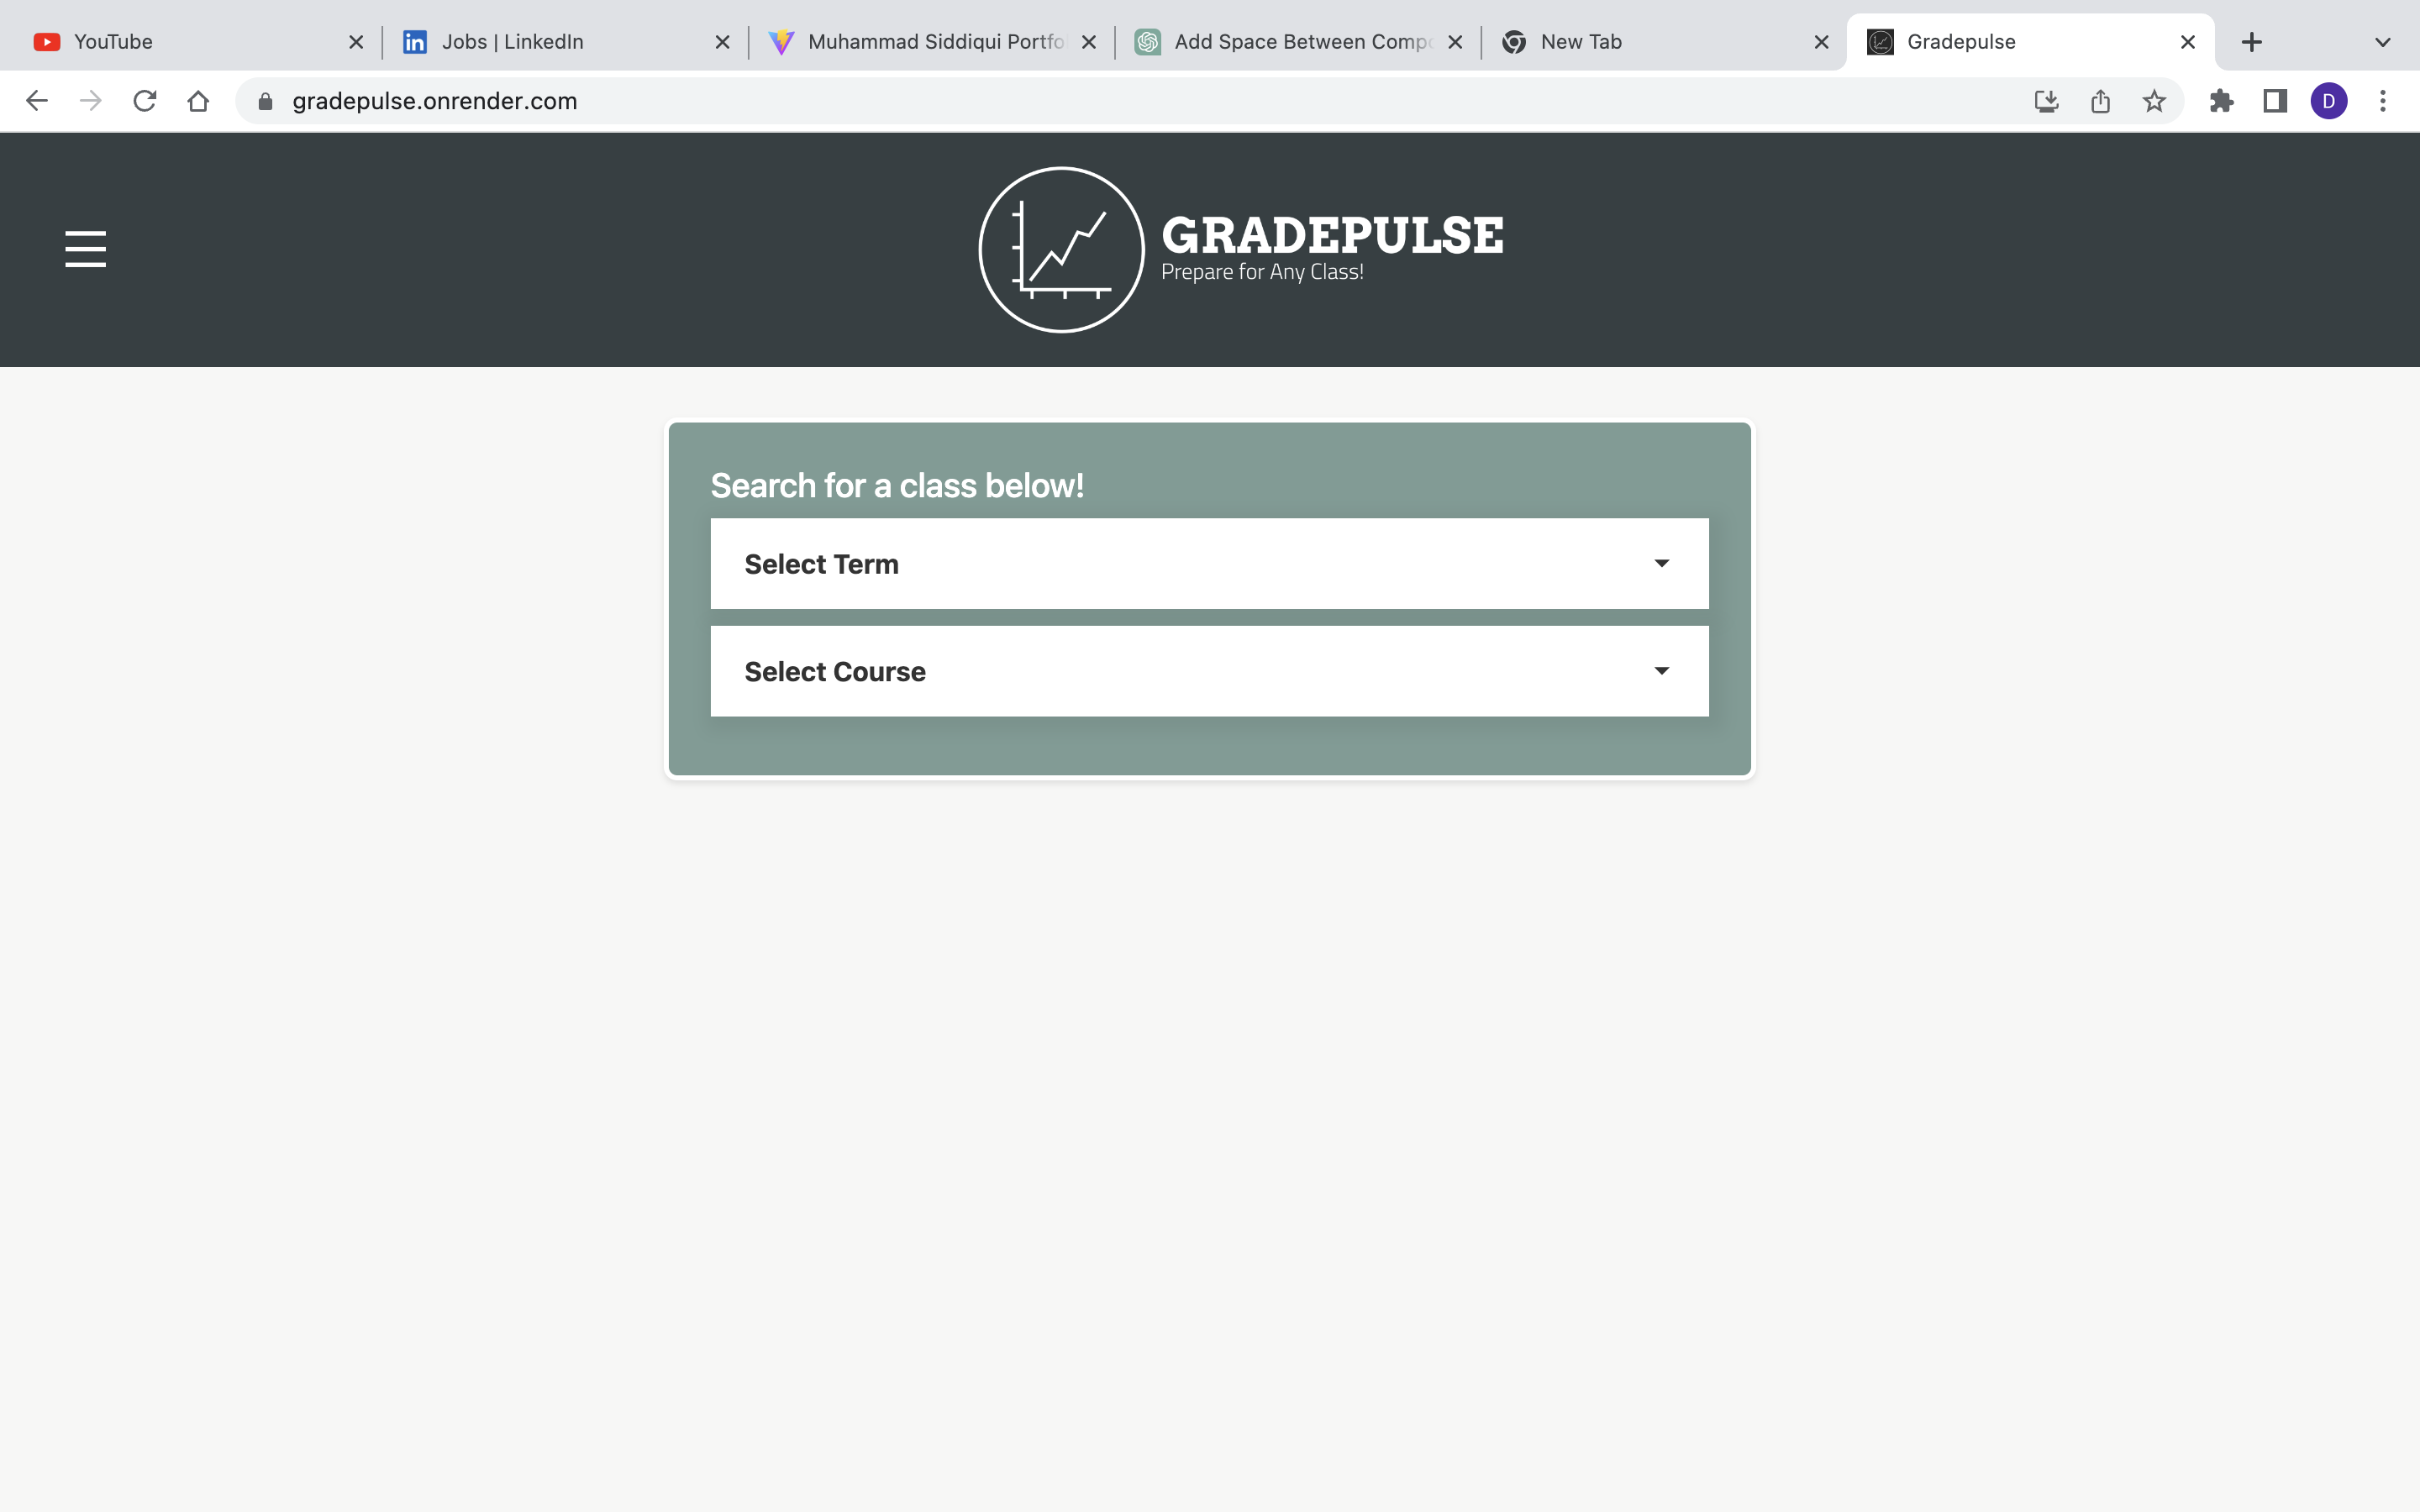 YouTube
Jobs | LinkedIn
Muhammad Siddiqui Portfo
Add Space Between Comp
New Tab
Gradepulse
gradepulse.onrender.com
D
GRADEPULSE
Prepare for Any Class!
Search for a class below!
Select Term
Select Course